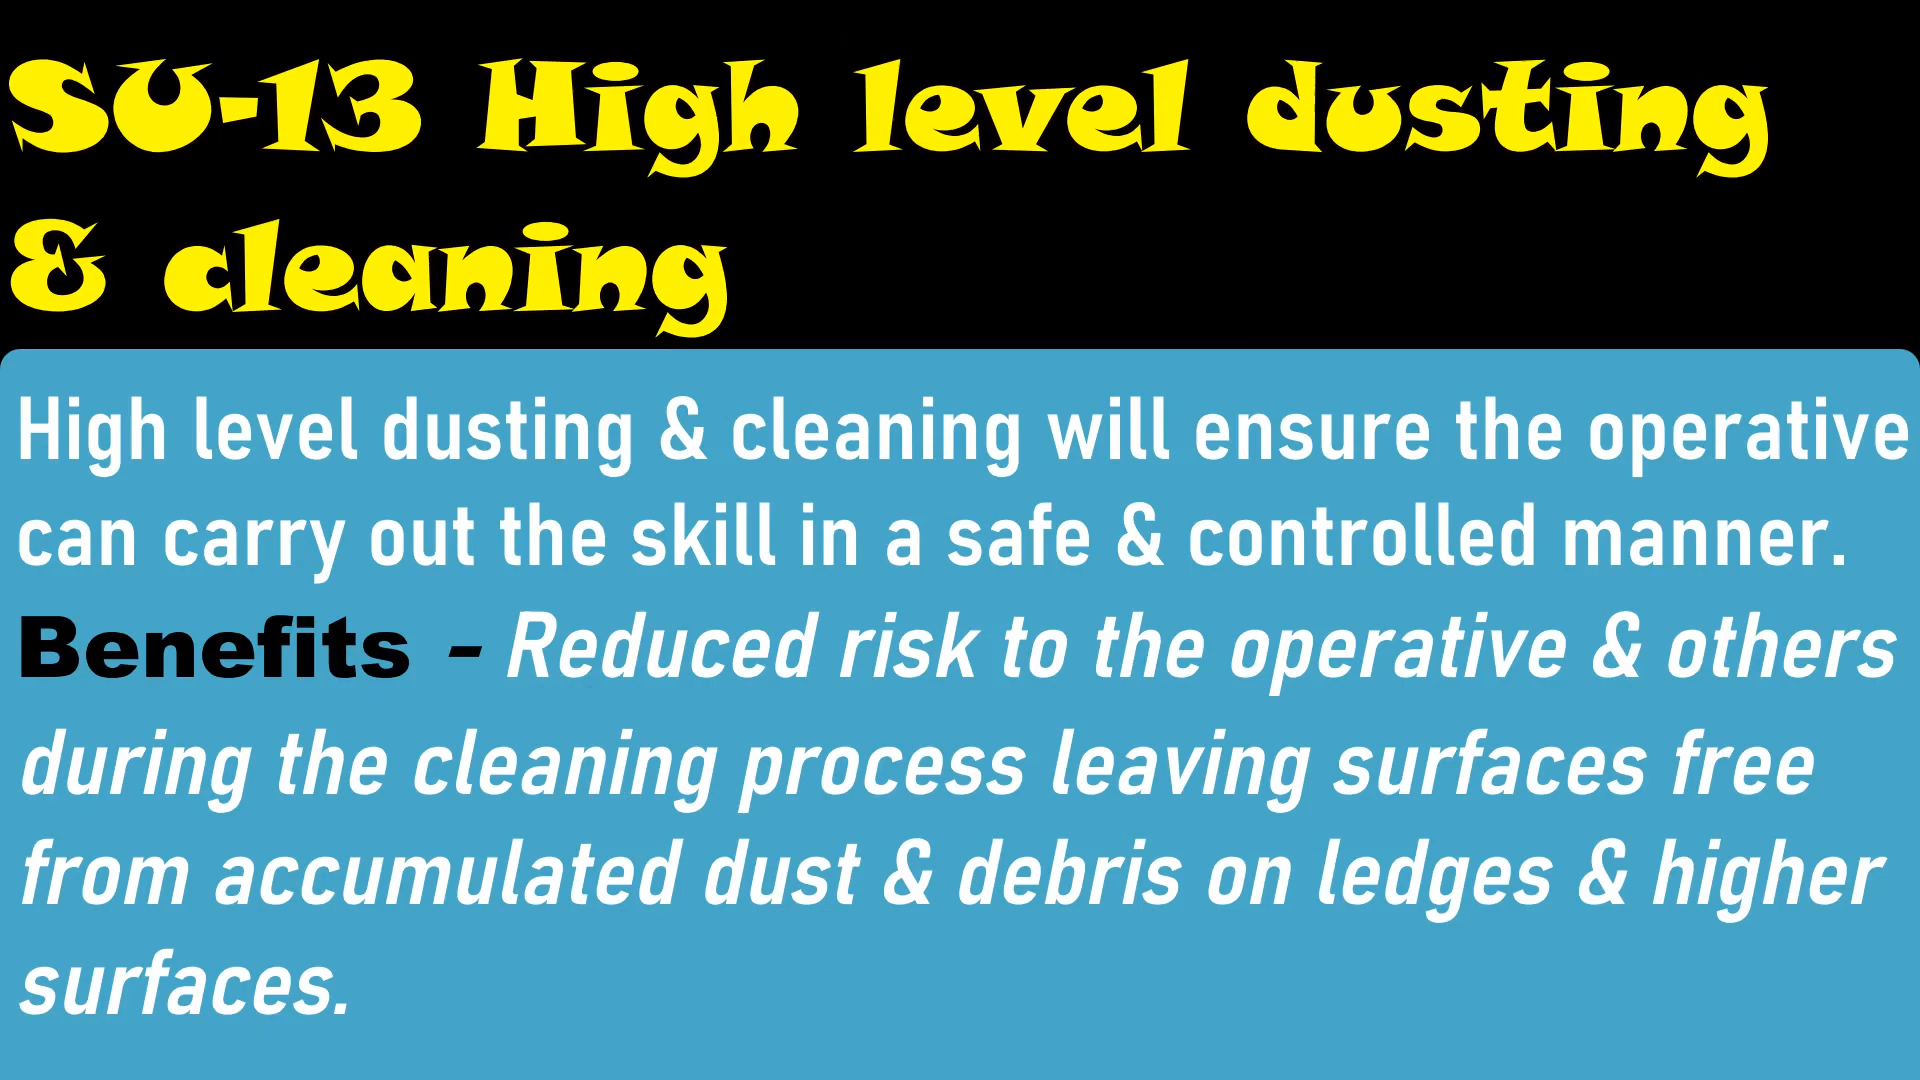 SU-13 High level dusting
& cleaning
High level dusting & cleaning will ensure the operative
can carry out the skill in a safe & controlled manner.
Benefits - Reduced risk to the operative & others
during the cleaning process leaving surfaces free
from accumulated dust & debris on ledges & higher
surfaces.